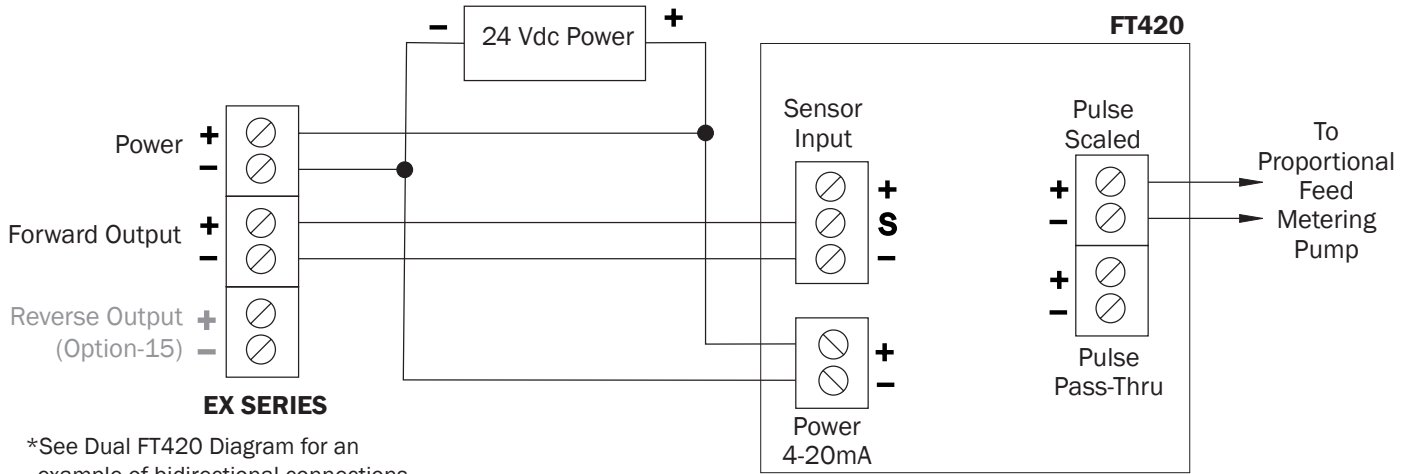 − 24 Vdc Power +
FT420
Power + −
Forward Output + −
Reverse Output +
(Option-15) −
EX SERIES
*See Dual FT420 Diagram for an
example of bidirectional connections
Sensor
Input
+
S
−
+
−
Power
4-20mA
Pulse
Scaled
+
−
+
−
Pulse
Pass-Thru
To
Proportional
Feed
Metering
Pump